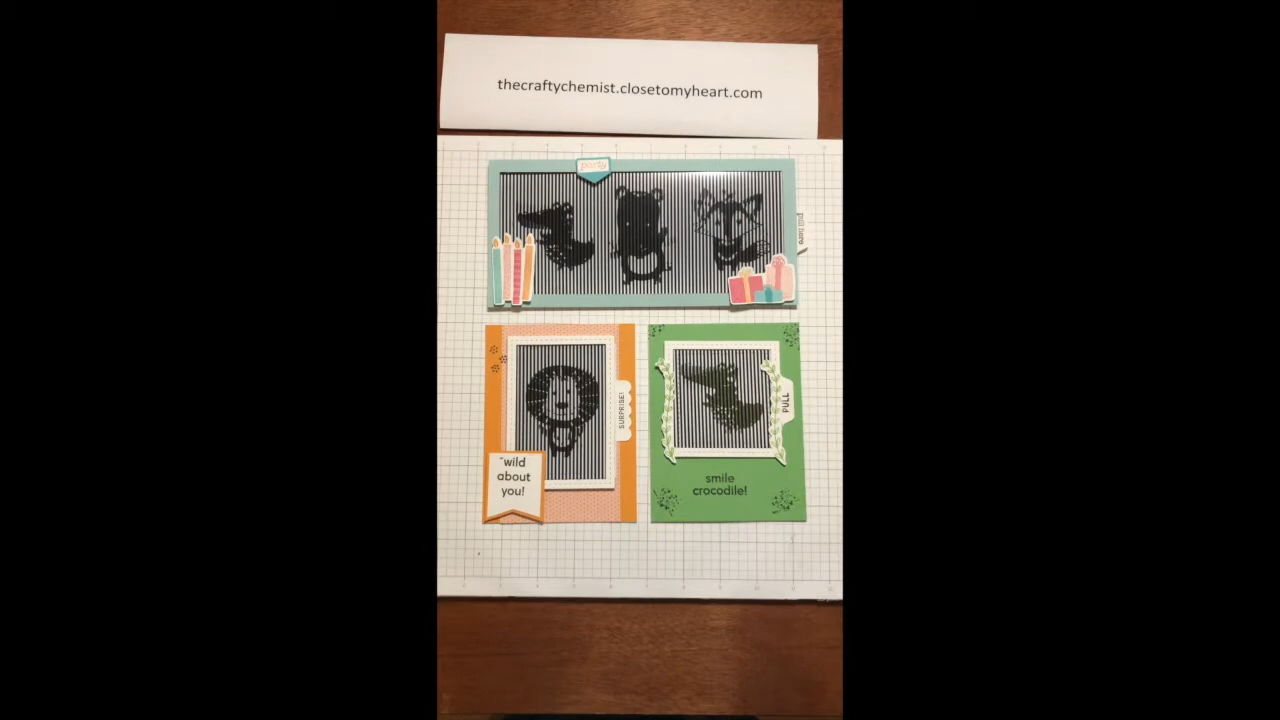 thecraftychemist.closetomyheart.com
party
SURPRISE!
PULL
"wild
about
you!
smile
crocodile!